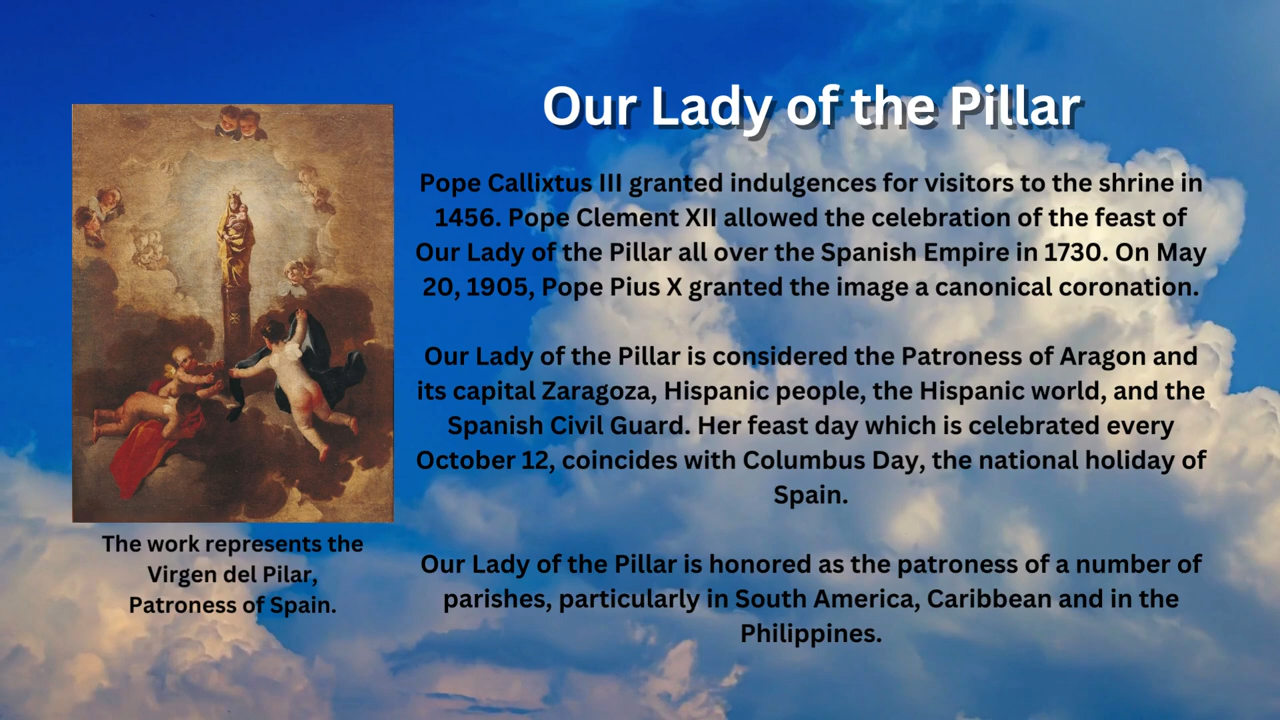 Our Lady of the Pillar
Pope Callixtus III granted indulgences for visitors to the shrine in
1456. Pope Clement XII allowed the celebration of the feast of
Our Lady of the Pillar all over the Spanish Empire in 1730. On May
20, 1905, Pope Pius X granted the image a canonical coronation.
Our Lady of the Pillar is considered the Patroness of Aragon and
its capital Zaragoza, Hispanic people, the Hispanic world, and the
Spanish Civil Guard. Her feast day which is celebrated every
October 12, coincides with Columbus Day, the national holiday of
Spain.
Our Lady of the Pillar is honored as the patroness of a number of
parishes, particularly in South America, Caribbean and in the
Philippines.
The work represents the
Virgen del Pilar,
Patroness of Spain.